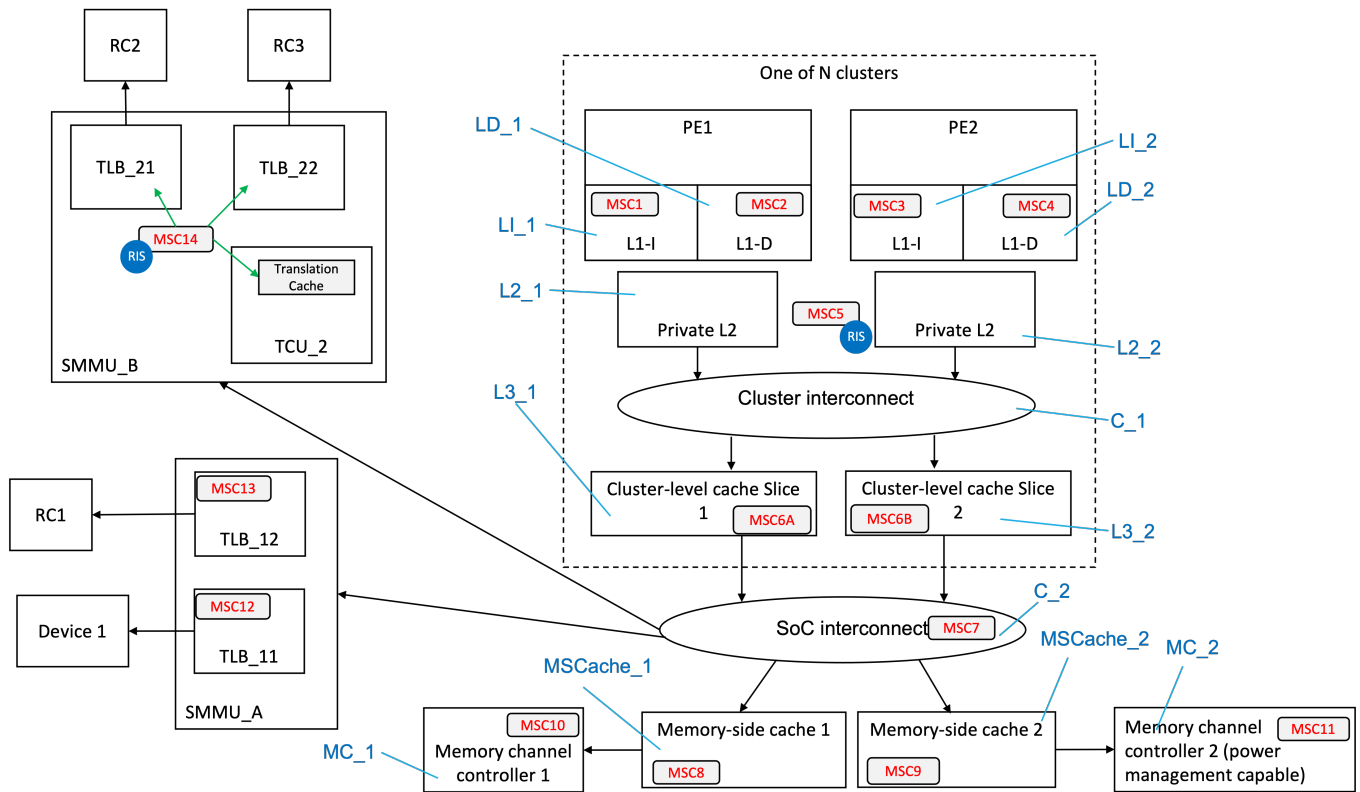 RC2
RC3
One of N clusters
PE1
PE2
LD_1
LI_2
TLB_21
TLB_22
MSC1
MSC2
MSC3
MSC4
LD_2
LI_1
L1-I
L1-D
L1-I
L1-D
MSC14
RIS
Translation
Cache
L2_1
MSC5
RIS
Private L2
Private L2
TCU_2
L2_2
SMMU_B
L3_1
Cluster interconnect
C_1
MSC13
RC1
TLB_12
Cluster-level cache Slice
1
MSC6A
Cluster-level cache Slice
2
MSC6B
L3_2
MSC12
Device 1
TLB_11
C_2
SoC interconnect
MSC7
MSCache_2
MC_2
MSCache_1
SMMU_A
MSC10
Memory channel
controller 1
MC_1
Memory-side cache 1
MSC8
Memory-side cache 2
MSC9
Memory channel
controller 2 (power
management capable)
MSC11